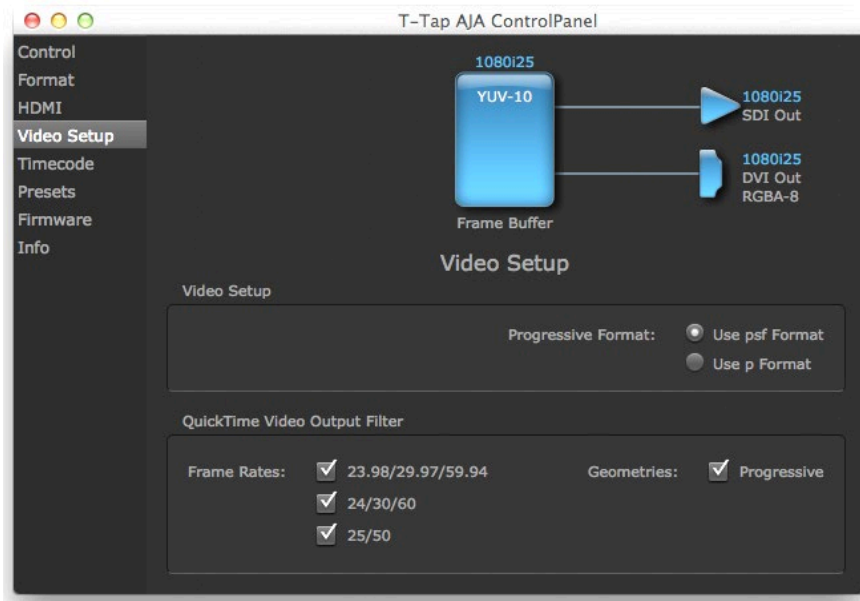 T-Tap AJA ControlPanel
Control
Format
HDMI
Video Setup
Timecode
Presets
Firmware
Info
1080i25
YUV-10
Frame Buffer
1080i25
SDI Out
1080i25
DVI Out
RGBA-8
Video Setup
Video Setup
Progressive Format:
Use psf Format
Use p Format
QuickTime Video Output Filter
Frame Rates:
23.98/29.97/59.94
24/30/60
25/50
Geometries:
Progressive